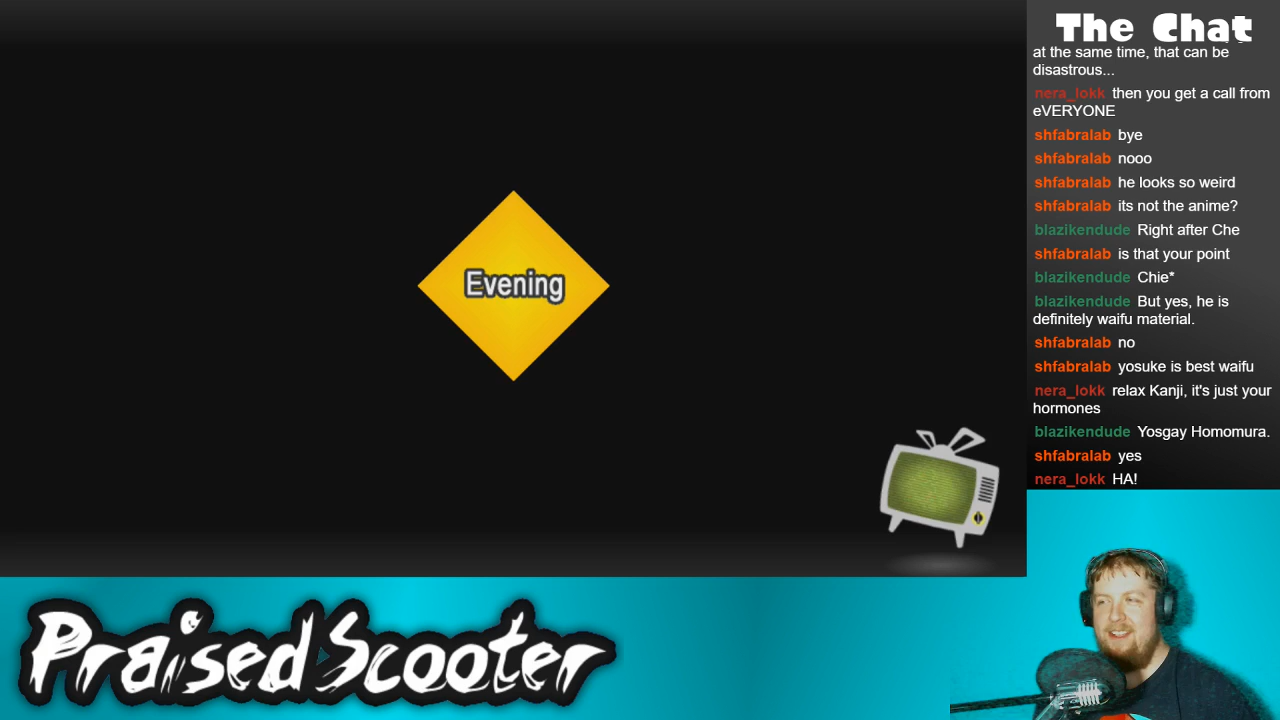 Evening
The Chat
at the same time, that can be
disastrous...
nera_lokk then you get a call from
eVERYONE
shfabralab bye
shfabralab nooo
shfabralab he looks so weird
shfabralab its not the anime?
blazikendude Right after Che
shfabralab is that your point
blazikendude Chie*
blazikendude But yes, he is
definitely waifu material.
shfabralab no
shfabralab yosuke is best waifu
nera_lokk relax Kanji, it's just your
hormones
blazikendude Yosgay Homomura.
shfabralab yes
nera_lokk HA!
PraisedScooter